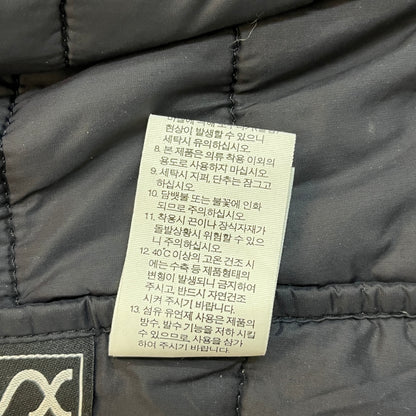 현상이 발생할 수 있으니
세탁시 유의하십시오.
8. 본 제품은 의류 착용 이외의
용도로 사용하지 마십시오.
9. 세탁시 지퍼, 단추는 잠그고
하십시오.
10. 담뱃불 또는 불꽃에 인화
되므로 주의하십시오.
11. 착용시 끈이나 장식자재가
돌발상황시 위험할 수 있으
니 주의하십시오.
12. 40℃ 이상의 고온 건조 시
에는 수축 등 제품형태의
변형이 발생되니 금지하여
주시고, 반드시 자연건조
시켜 주시기 바랍니다.
13. 섬유 유연제 사용은 제품의
방수, 발수 기능을 저하 시킬
수 있으므로, 사용을 삼가
하여 주시기 바랍니다.